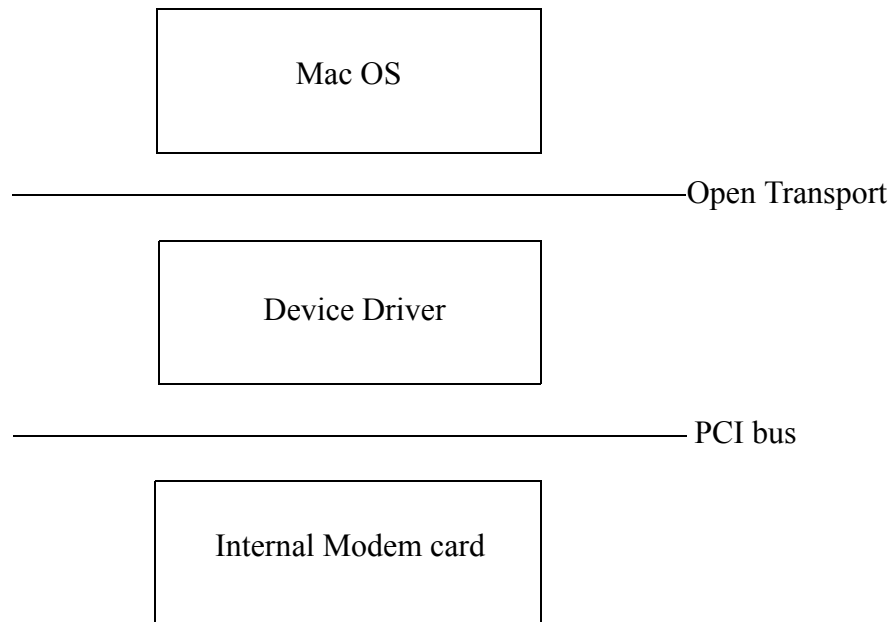 Mac OS
Open Transport
Device Driver
PCI bus
Internal Modem card